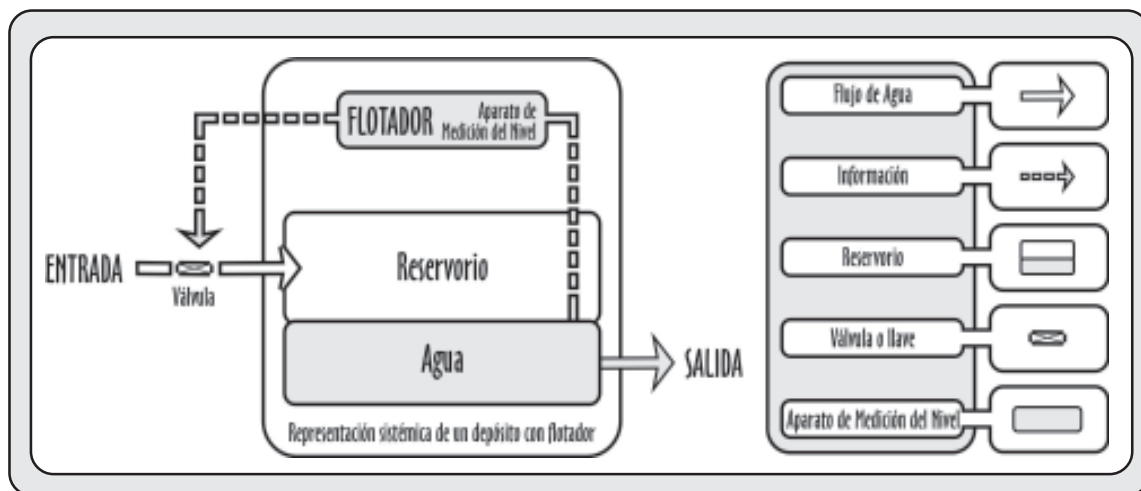 FLOTADOR
Aparato de
Medición del Nivel
ENTRADA
Válvula
Reservorio
Agua
SALIDA
Representación sistémica de un depósito con flotador
Flujo de Agua
Información
Reservorio
Válvula o llave
Aparato de Medición del Nivel